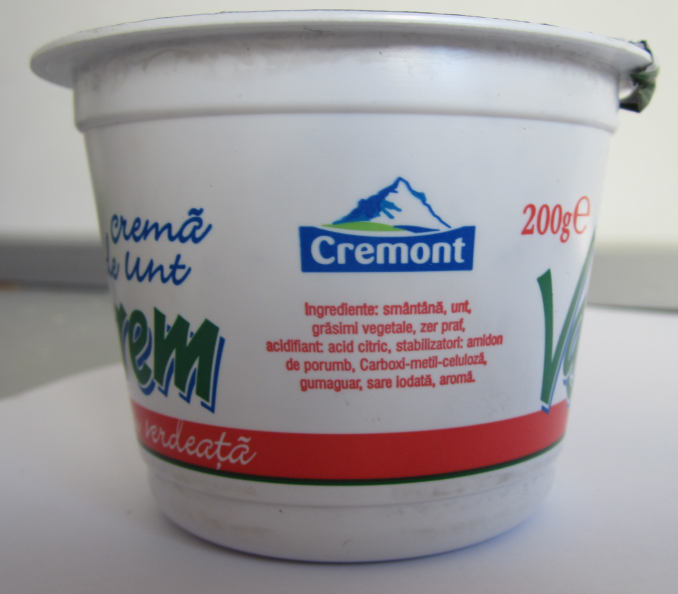 cremă
de unt
rem
verdeață
Cremont
Ingrediente: smântână, unt,
grăsimi vegetale, zer praf,
acidifiant: acid citric, stabilizatori: amidon
de porumb, Carboxi-metil-celuloză,
gumaguar, sare iodată, aromă.
200g℮
Ve